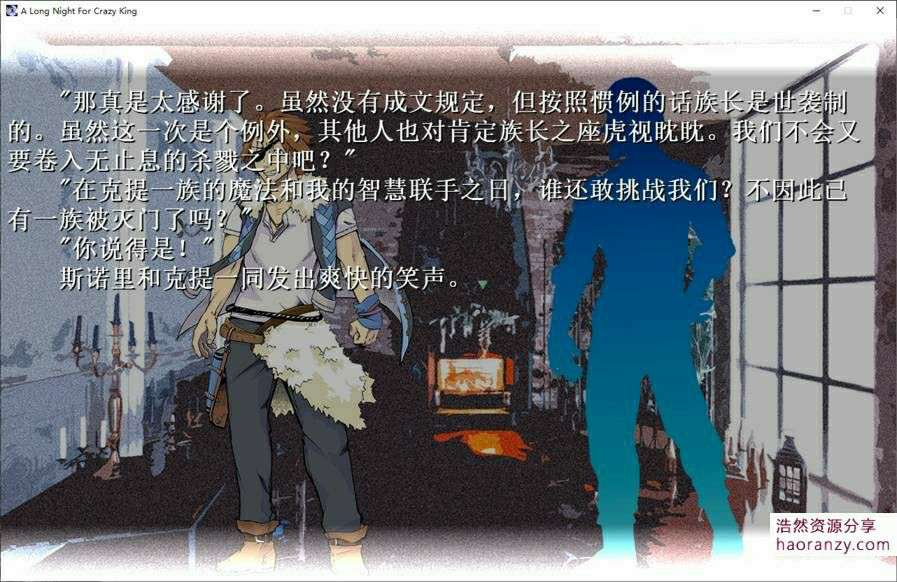 A Long Night For Crazy King
"那真是太感谢了。虽然没有成文规定，但按照惯例的话族长是世袭制
的。虽然这一次是个例外，其他人也对肯定族长之座虎视眈眈。我们不会又
要卷入无止息的杀戮之中吧？"
"在克提一族的魔法和我的智慧联手之日，谁还敢挑战我们？不因此已
有一族被灭门了吗？"
"你说得是！"
斯诺里和克提一同发出爽快的笑声。
浩然资源分享
haoranzy.com